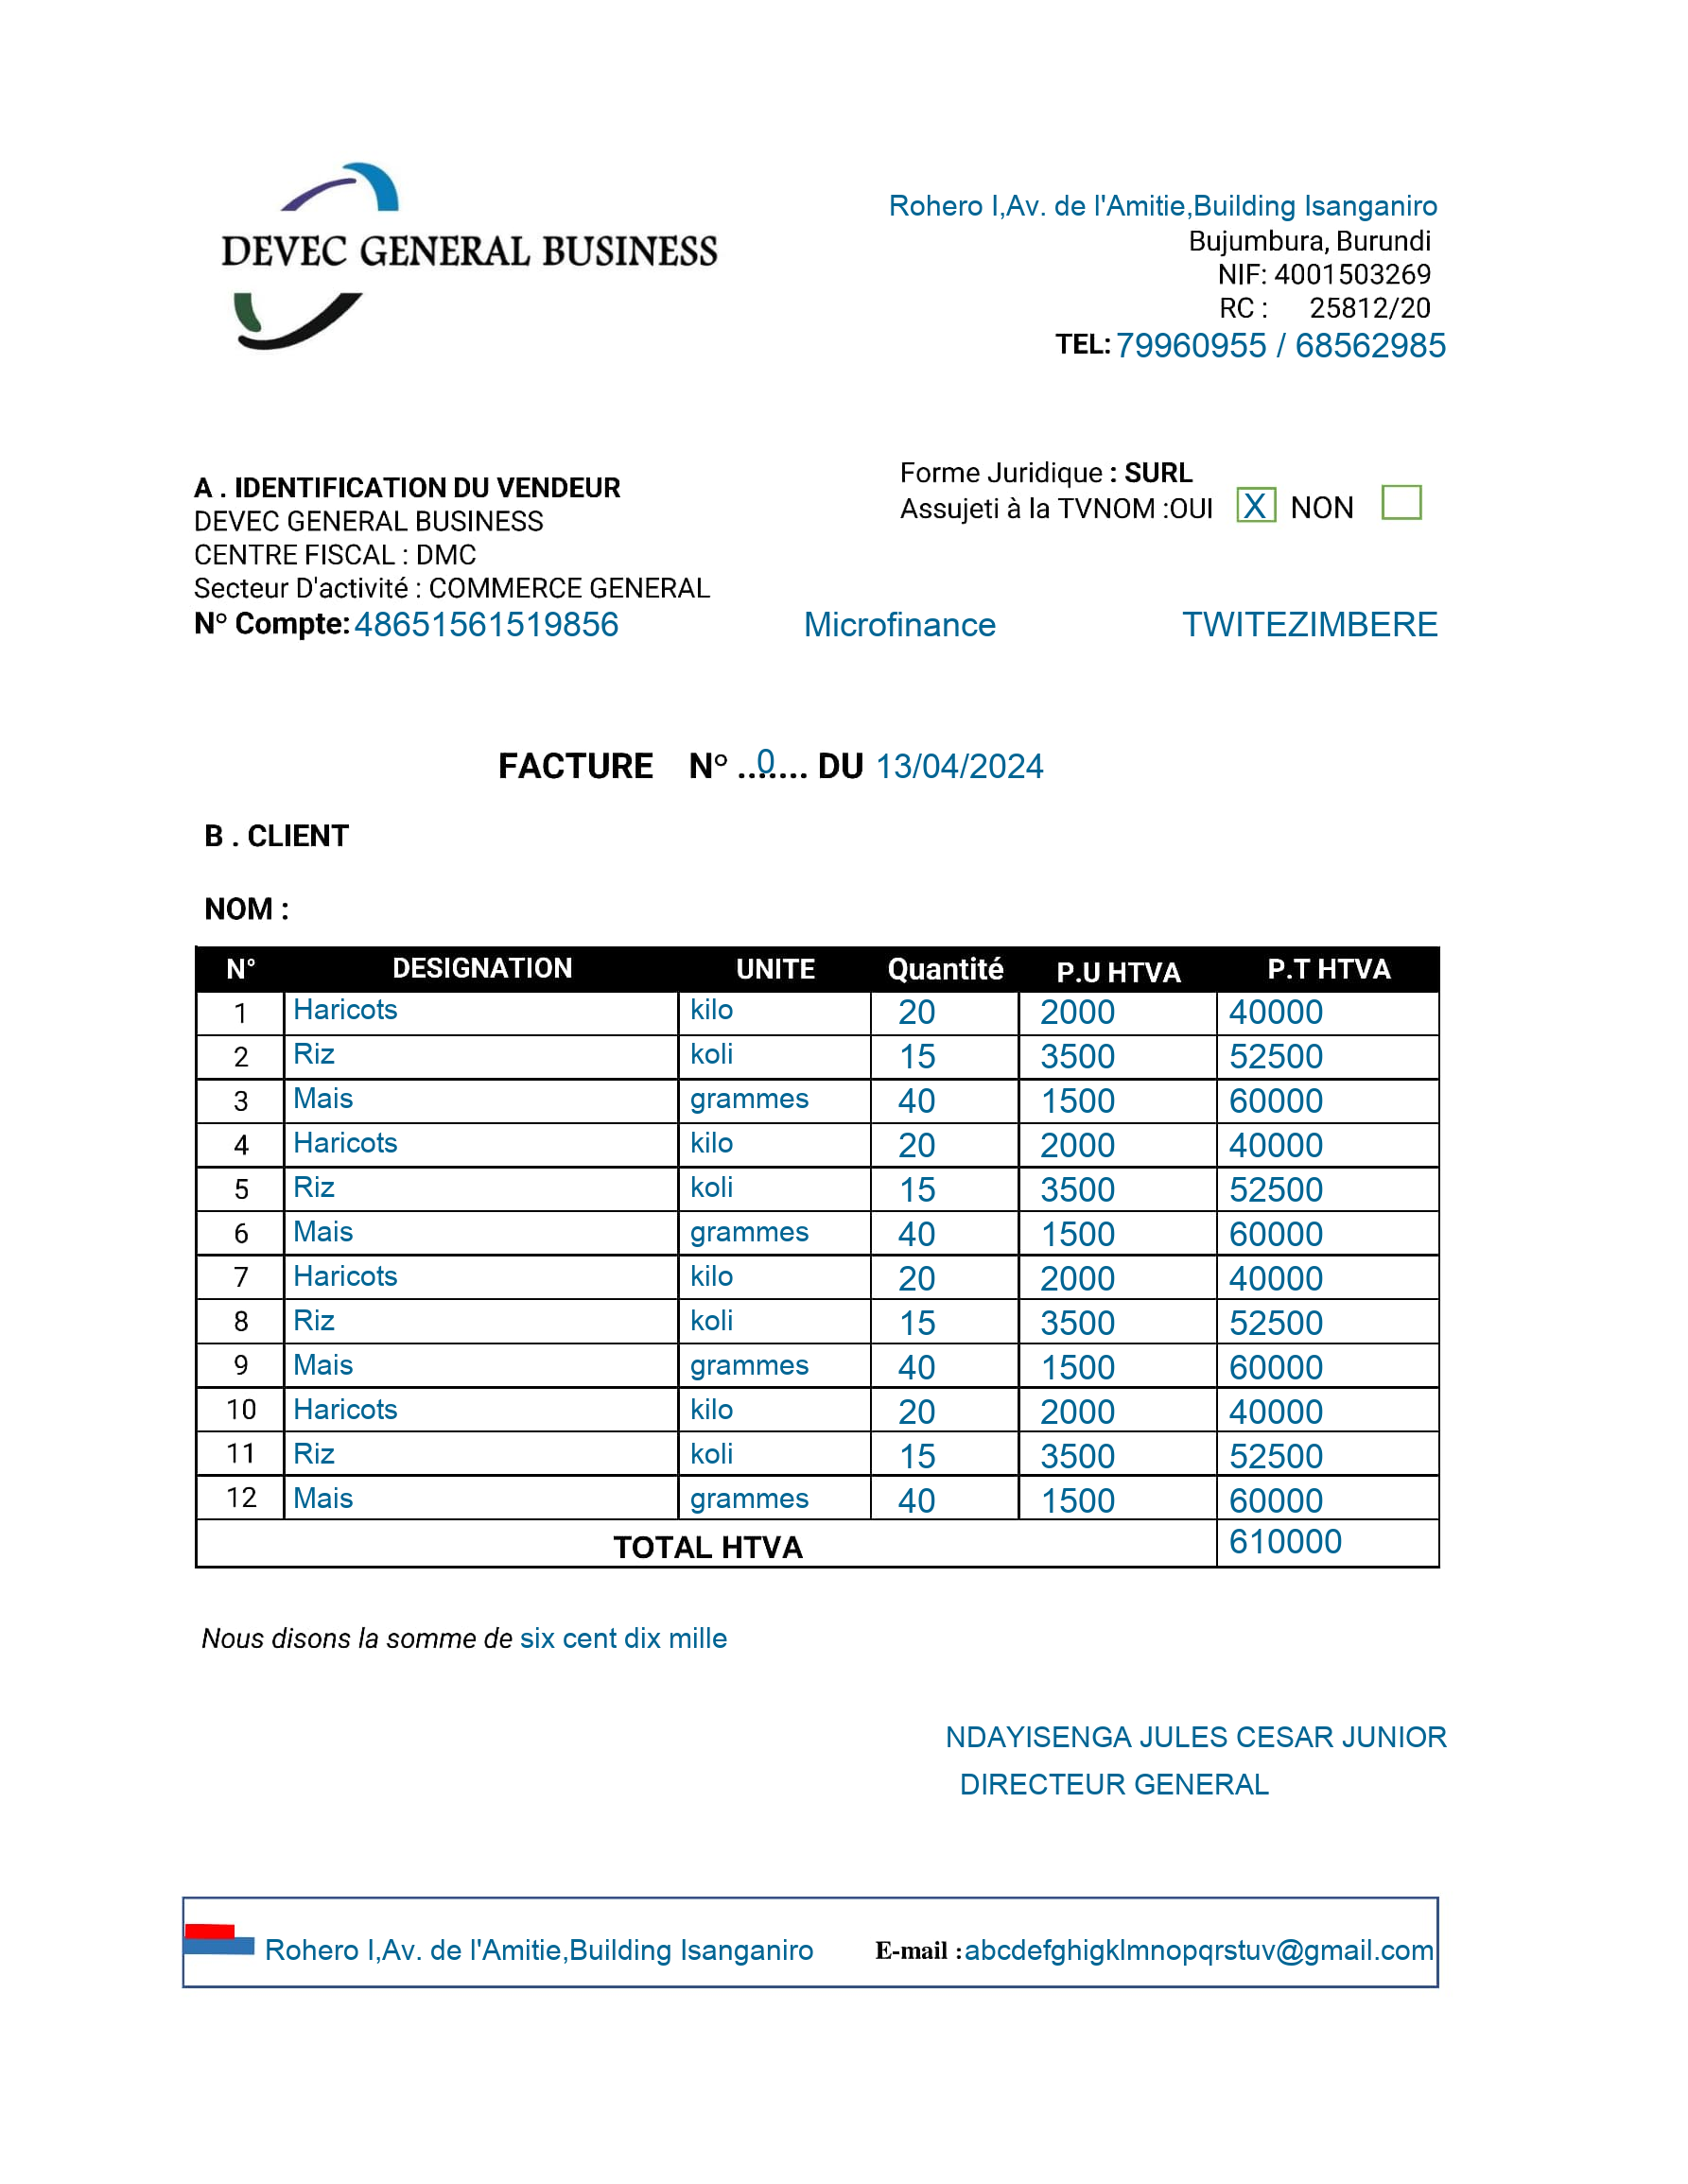 DEVEC GENERAL BUSINESS
Rohero I,Av. de l'Amitie,Building Isanganiro
Bujumbura, Burundi
NIF: 4001503269
RC : 25812/20
TEL: 79960955 / 68562985
Forme Juridique : SURL
Assujeti à la TVNOM :OUI X NON
A . IDENTIFICATION DU VENDEUR
DEVEC GENERAL BUSINESS
CENTRE FISCAL : DMC
Secteur D'activité : COMMERCE GENERAL
N° Compte: 48651561519856 Microfinance TWITEZIMBERE
FACTURE N° ..0.... DU 13/04/2024
B . CLIENT
NOM :
N° DESIGNATION UNITE Quantité P.U HTVA P.T HTVA
1 Haricots kilo 20 2000 40000
2 Riz koli 15 3500 52500
3 Mais grammes 40 1500 60000
4 Haricots kilo 20 2000 40000
5 Riz koli 15 3500 52500
6 Mais grammes 40 1500 60000
7 Haricots kilo 20 2000 40000
8 Riz koli 15 3500 52500
9 Mais grammes 40 1500 60000
10 Haricots kilo 20 2000 40000
11 Riz koli 15 3500 52500
12 Mais grammes 40 1500 60000
TOTAL HTVA 610000
Nous disons la somme de six cent dix mille
NDAYISENGA JULES CESAR JUNIOR
DIRECTEUR GENERAL
Rohero I,Av. de l'Amitie,Building Isanganiro E-mail : abcdefghigklmnopqrstuv@gmail.com